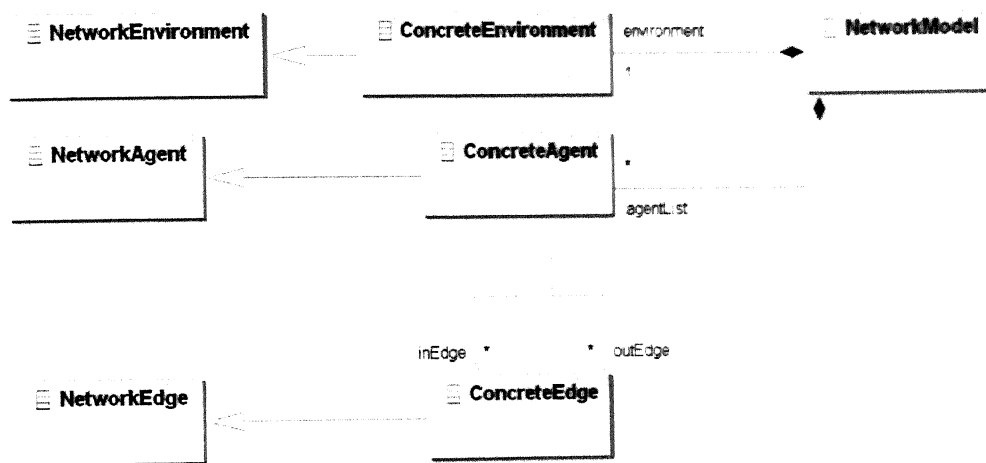 NetworkEnvironment
ConcreteEnvironment
environment
1
NetworkModel
NetworkAgent
ConcreteAgent
*
agentList
inEdge * * outEdge
NetworkEdge
ConcreteEdge